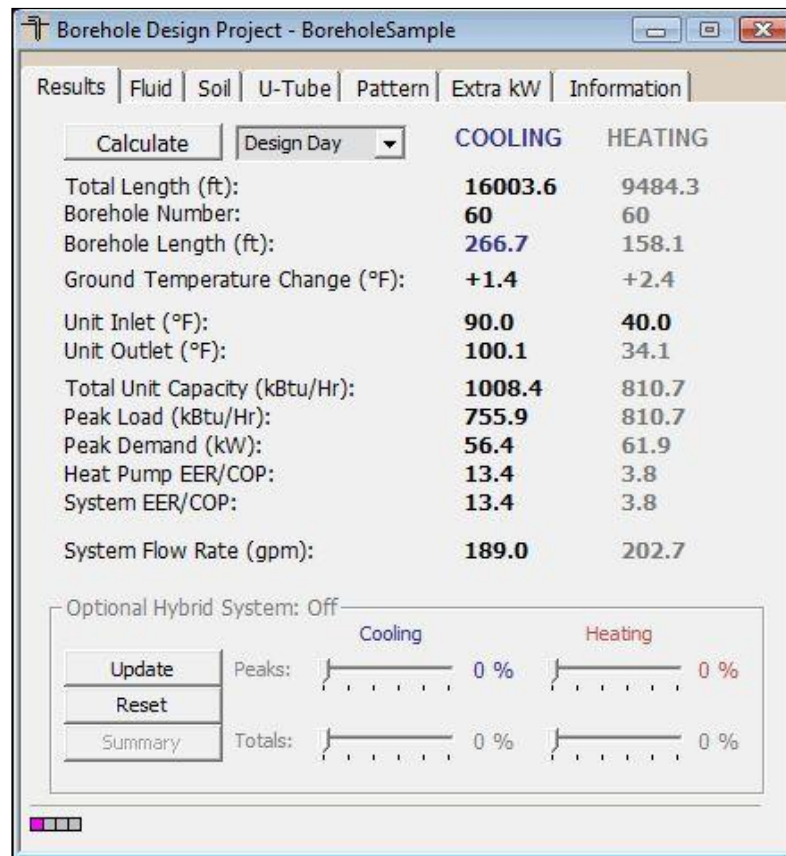 Borehole Design Project - BoreholeSample
Results Fluid Soil U-Tube Pattern Extra kW Information
Calculate Design Day COOLING HEATING
Total Length (ft): 16003.6 9484.3
Borehole Number: 60 60
Borehole Length (ft): 266.7 158.1
Ground Temperature Change (°F): +1.4 +2.4
Unit Inlet (°F): 90.0 40.0
Unit Outlet (°F): 100.1 34.1
Total Unit Capacity (kBtu/Hr): 1008.4 810.7
Peak Load (kBtu/Hr): 755.9 810.7
Peak Demand (kW): 56.4 61.9
Heat Pump EER/COP: 13.4 3.8
System EER/COP: 13.4 3.8
System Flow Rate (gpm): 189.0 202.7
Optional Hybrid System: Off
Cooling Heating
Update Peaks: 0 % 0 %
Reset
Summary Totals: 0 % 0 %